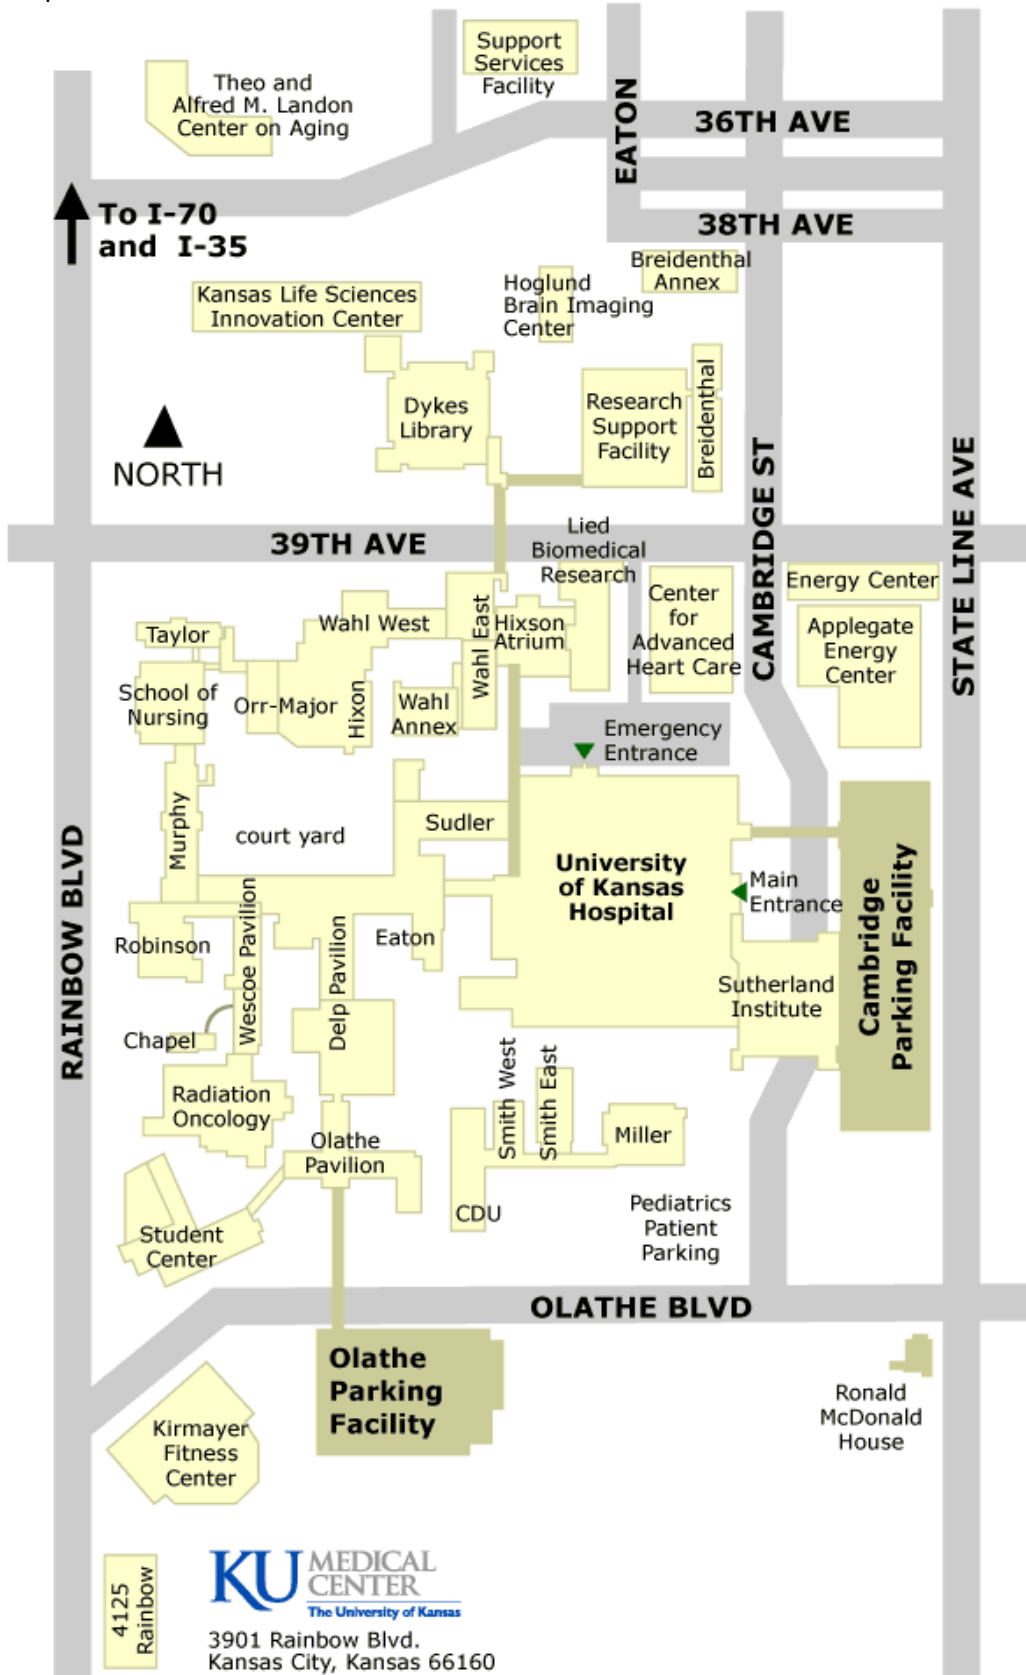 Support
Services
Facility
Theo and
Alfred M. Landon
Center on Aging
EATON
36TH AVE
To I-70
and I-35
38TH AVE
Breidenthal
Annex
Hoglund
Brain Imaging
Center
Kansas Life Sciences
Innovation Center
Dykes
Library
Research
Support
Facility
Breidenthal
NORTH
CAMBRIDGE ST
STATE LINE AVE
39TH AVE
Lied
Biomedical
Research
Energy Center
Center
for
Advanced
Heart Care
Applegate
Energy
Center
Wahl West
Wahl East
Hixson
Atrium
Taylor
School of
Nursing
Orr-Major
Hixon
Wahl
Annex
Emergency
Entrance
Murphy
court yard
Sudler
University
of Kansas
Hospital
Main
Entrance
Cambridge
Parking Facility
RAINBOW BLVD
Robinson
Wescoe Pavilion
Delp Pavilion
Eaton
Sutherland
Institute
Chapel
Radiation
Oncology
Smith West
Smith East
Miller
Olathe
Pavilion
CDU
Pediatrics
Patient
Parking
Student
Center
OLATHE BLVD
Olathe
Parking
Facility
Ronald
McDonald
House
Kirmayer
Fitness
Center
4125
Rainbow
KU MEDICAL
CENTER
The University of Kansas
3901 Rainbow Blvd.
Kansas City, Kansas 66160